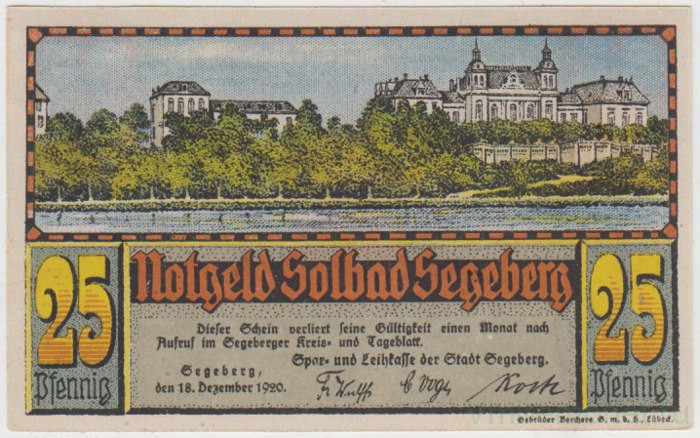 Notgeld Solbad Segeberg
25
Pfennig
25
Pfennig
Dieser Schein verliert seine Gültigkeit einen Monat nach
Aufruf im Segeberger Kreis- und Tageblatt.
Spar- und Leihkasse der Stadt Segeberg.
Segeberg,
den 18. Dezember 1920.
Gebrüder Borchers G. m. b. H., Lübeck.